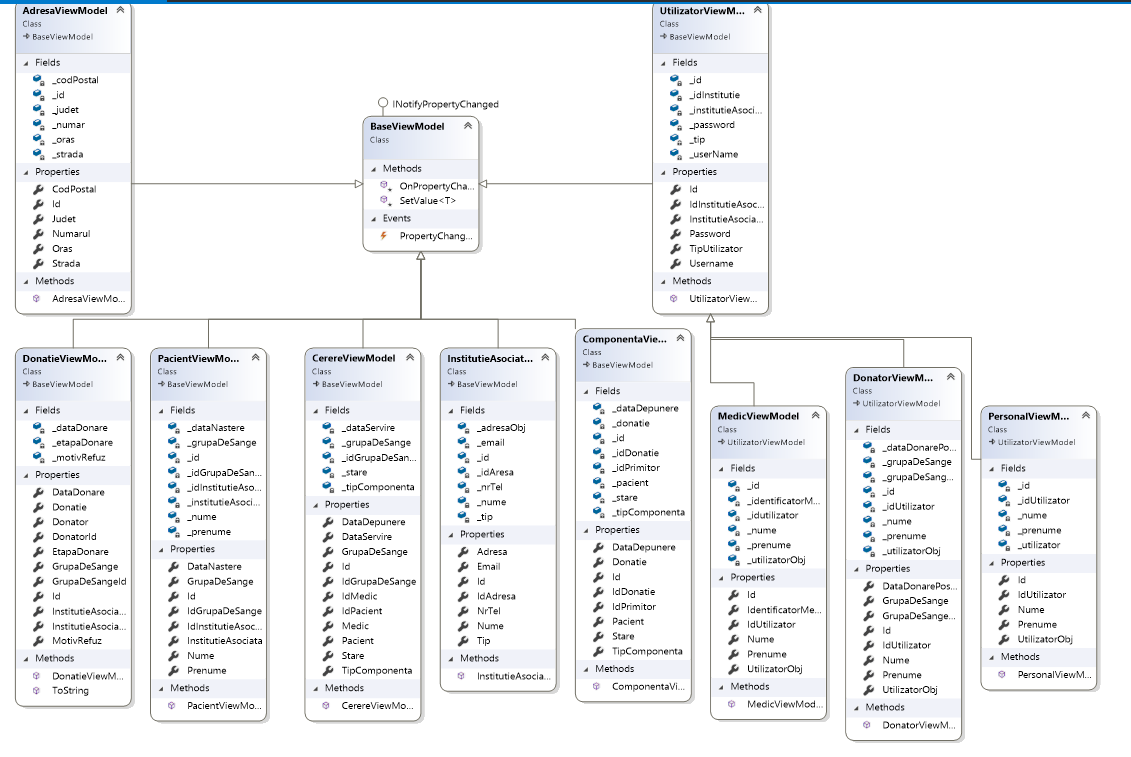 AdresaViewModel
Class
BaseViewModel
Fields
_codPostal
_id
_judet
_numar
_oras
_strada
Properties
CodPostal
Id
Judet
Numarul
Oras
Strada
Methods
AdresaViewMo...
INotifyPropertyChanged
BaseViewModel
Class
Methods
OnPropertyCha...
SetValue<T>
Events
PropertyChang...
UtilizatorViewM...
Class
BaseViewModel
Fields
_id
_idInstitutie
_institutieAsoci...
_password
_tip
_userName
Properties
Id
IdInstitutieAsoc...
InstitutieAsocia...
Password
TipUtilizator
Username
Methods
UtilizatorView...
DonatieViewMo...
Class
BaseViewModel
Fields
_dataDonare
_etapaDonare
_motivRefuz
Properties
DataDonare
Donatie
Donator
DonatorId
EtapaDonare
GrupaDeSange
GrupaDeSangeId
Id
InstitutieAsocia...
InstitutieAsocia...
MotivRefuz
Methods
DonatieViewM...
ToString
PacientViewMo...
Class
BaseViewModel
Fields
_dataNastere
_grupaDeSange
_id
_idGrupaDeSan...
_idInstitutieAso...
_institutieAsoci...
_nume
_prenume
Properties
DataNastere
GrupaDeSange
Id
IdGrupaDeSange
IdInstitutieAsoc...
InstitutieAsociata
Nume
Prenume
Methods
PacientViewMo...
CerereViewModel
Class
BaseViewModel
Fields
_dataServire
_grupaDeSange
_idGrupaDeSan...
_stare
_tipComponenta
Properties
DataDepunere
DataServire
GrupaDeSange
Id
IdGrupaDeSange
IdMedic
IdPacient
Medic
Pacient
Stare
TipComponenta
Methods
CerereViewMo...
InstitutieAsociat...
Class
BaseViewModel
Fields
_adresaObj
_email
_id
_idAresa
_nrTel
_nume
_tip
Properties
Adresa
Email
Id
IdAdresa
NrTel
Nume
Tip
Methods
InstitutieAsocia...
ComponentaVie...
Class
BaseViewModel
Fields
_dataDepunere
_donatie
_id
_idDonatie
_idPrimitor
_pacient
_stare
_tipComponenta
Properties
DataDepunere
Donatie
Id
IdDonatie
IdPrimitor
Pacient
Stare
TipComponenta
Methods
ComponentaVi...
MedicViewModel
Class
UtilizatorViewModel
Fields
_id
_identificatorM...
_idutilizator
_nume
_prenume
_utilizatorObj
Properties
Id
IdentificatorMe...
IdUtilizator
Nume
Prenume
UtilizatorObj
Methods
MedicViewMod...
DonatorViewM...
Class
UtilizatorViewModel
Fields
_dataDonarePo...
_grupaDeSange
_grupaDeSang...
_id
_idUtilizator
_nume
_prenume
_utilizatorObj
Properties
DataDonarePos...
GrupaDeSange
GrupaDeSange...
Id
IdUtilizator
Nume
Prenume
UtilizatorObj
Methods
DonatorViewM...
PersonalViewM...
Class
UtilizatorViewModel
Fields
_id
_idUtilizator
_nume
_prenume
_utilizator
Properties
Id
IdUtilizator
Nume
Prenume
UtilizatorObj
Methods
PersonalViewM...